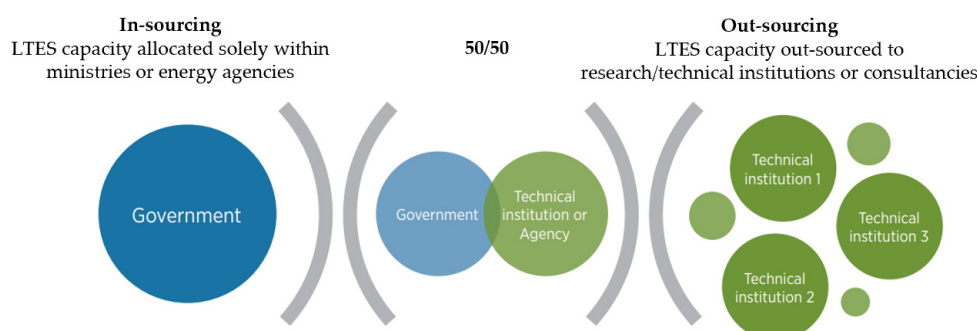 In-sourcing
LTES capacity allocated solely within
ministries or energy agencies
50/50
Out-sourcing
LTES capacity out-sourced to
research/technical institutions or consultancies
Government
Government
Technical
institution or
Agency
Technical
institution 1
Technical
institution 3
Technical
institution 2